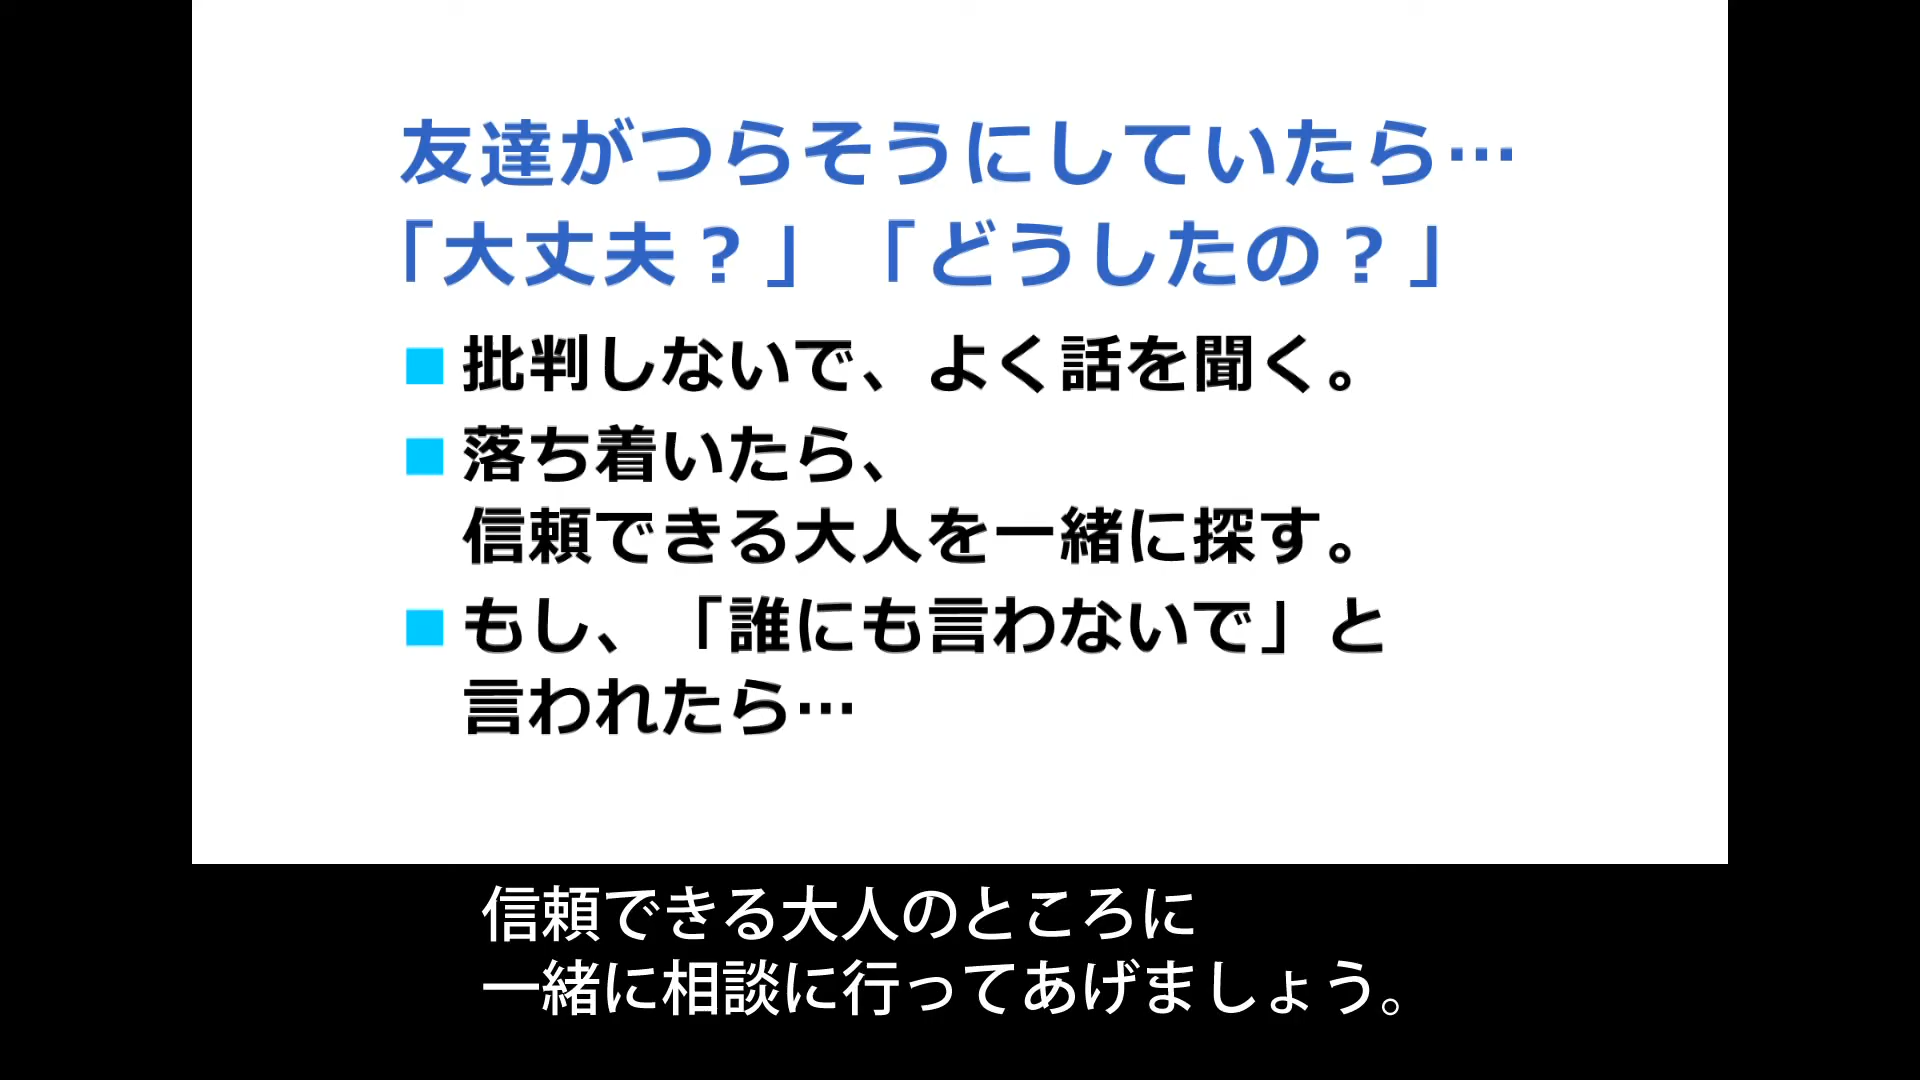 友達がつらそうにしていたら…
「大丈夫？」「どうしたの？」
■批判しないで、よく話を聞く。
■落ち着いたら、
信頼できる大人を一緒に探す。
■もし、「誰にも言わないで」と
言われたら…
信頼できる大人のところに
一緒に相談に行ってあげましょう。